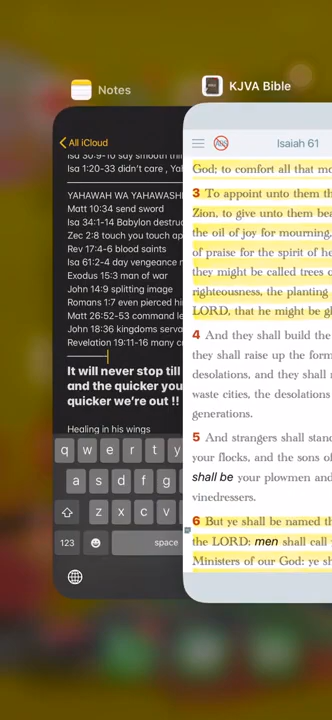 Notes
All iCloud
Isa 30:9-10 say smooth thi
Isa 1:20-33 didn't care , Yal
YAHAWAH WA YAHAWASHI
Matt 10:34 send sword
Isa 34:1-14 Babylon destruc
Zec 2:8 touch you touch ap
Rev 17:4-6 blood saints
Isa 61:2-4 day vengeance n
Exodus 15:3 man of war
John 14:9 splitting image
Romans 1:7 even pierced hi
Matt 26:52-53 command le
John 18:36 kingdoms serva
Revelation 19:11-16 many c
It will never stop till
and the quicker you
quicker we're out !!
Healing in his wings
q w e r t y
a s d f g
z x c v
123
space
KJVA Bible
Isaiah 61
God; to comfort all that mo
3 To appoint unto them th
Zion, to give unto them bea
the oil of joy for mourning,
of praise for the spirit of he
they might be called trees o
righteousness, the planting
LORD, that he might be gl
4 And they shall build the
they shall raise up the form
desolations, and they shall r
waste cities, the desolations
generations.
5 And strangers shall stand
your flocks, and the sons of
shall be your plowmen and
vinedressers.
6 But ye shall be named th
the LORD: men shall call
Ministers of our God: ye sh